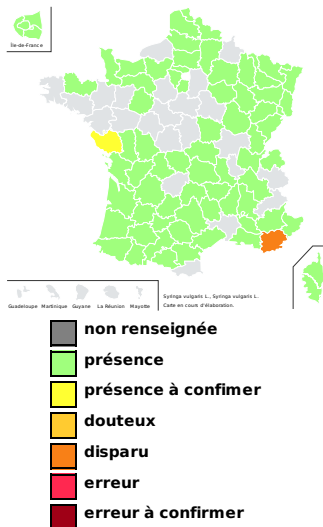 Île-de-France
Guadeloupe Martinique Guyane La Réunion Mayotte
Syringa vulgaris L., Syringa vulgaris L.
Carte en cours d'élaboration.
non renseignée
présence
présence à confimer
douteux
disparu
erreur
erreur à confirmer